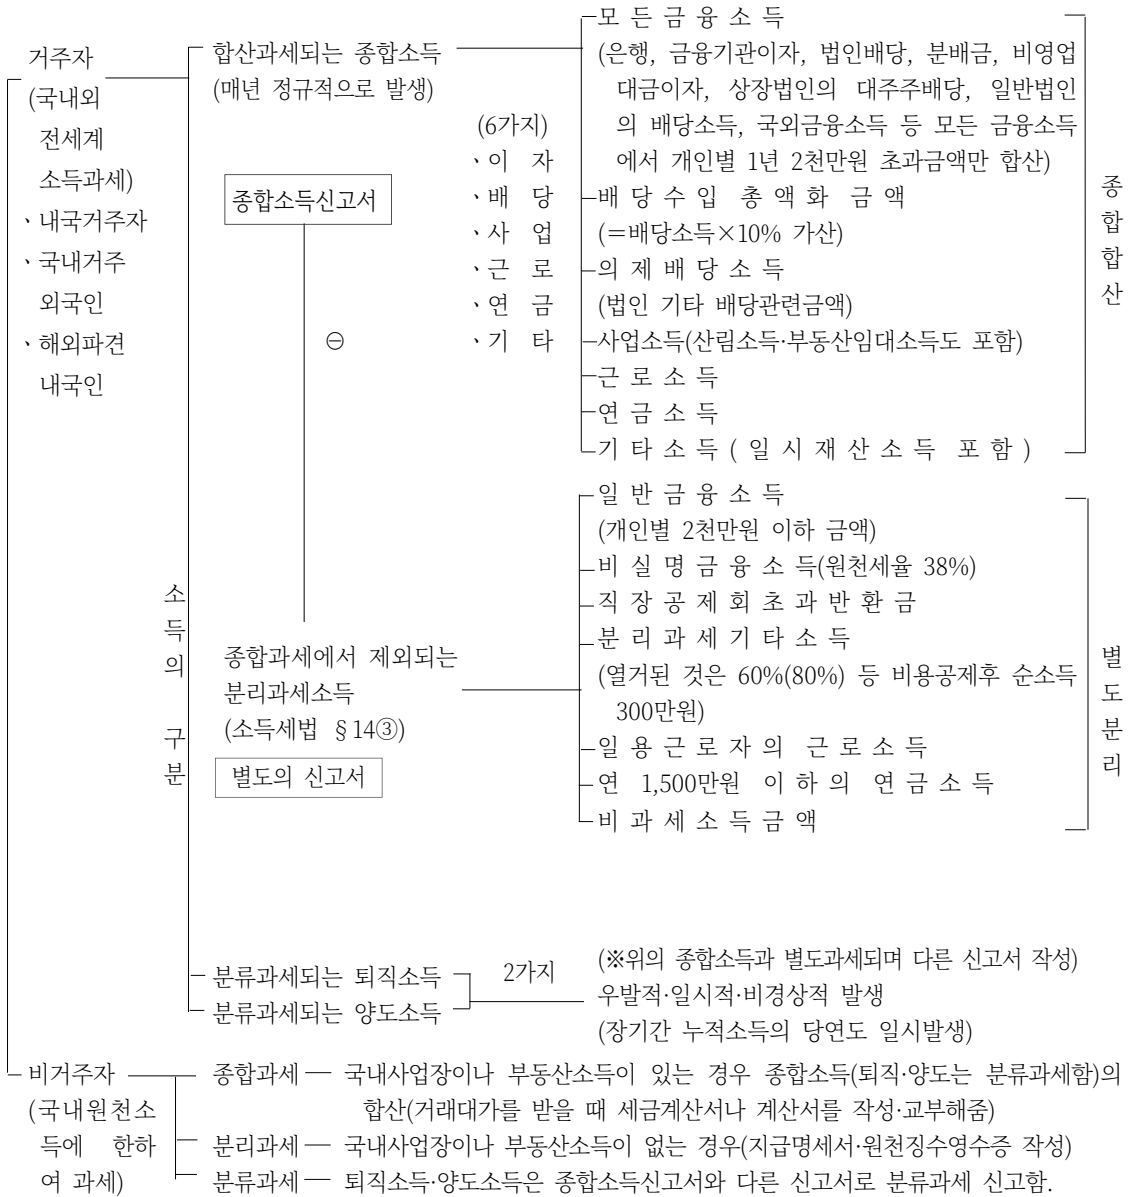 거주자
(국내외
전세계
소득과세)
、내국거주자
、국내거주
외국인
、해외파견
내국인
소득의 구분
합산과세되는 종합소득
(매년 정규적으로 발생)
종합소득신고서
㊀
(6가지)
、이 자
、배 당
、사 업
、근 로
、연 금
、기 타
모든금융소득
(은행, 금융기관이자, 법인배당, 분배금, 비영업
대금이자, 상장법인의 대주주배당, 일반법인
의 배당소득, 국외금융소득 등 모든 금융소득
에서 개인별 1년 2천만원 초과금액만 합산)
배당수입 총액화 금액
(=배당소득×10% 가산)
의제배당소득
(법인 기타 배당관련금액)
사업소득(산림소득·부동산임대소득도 포함)
근로소득
연금소득
기타소득(일시재산소득 포함)
종합합산
종합과세에서 제외되는
분리과세소득
(소득세법 §14③)
별도의 신고서
일반금융소득
(개인별 2천만원 이하 금액)
비실명금융소득(원천세율 38%)
직장공제회초과반환금
분리과세기타소득
(열거된 것은 60%(80%) 등 비용공제후 순소득
300만원)
일용근로자의 근로소득
연 1,500만원 이하의 연금소득
비과세소득금액
별도분리
분류과세되는 퇴직소득
분류과세되는 양도소득
2가지
(※위의 종합소득과 별도과세되며 다른 신고서 작성)
우발적·일시적·비경상적 발생
(장기간 누적소득의 당연도 일시발생)
비거주자
(국내원천소
득에 한하
여 과세)
종합과세 — 국내사업장이나 부동산소득이 있는 경우 종합소득(퇴직·양도는 분류과세함)의
합산(거래대가를 받을 때 세금계산서나 계산서를 작성·교부해줌)
분리과세 — 국내사업장이나 부동산소득이 없는 경우(지급명세서·원천징수영수증 작성)
분류과세 — 퇴직소득·양도소득은 종합소득신고서와 다른 신고서로 분류과세 신고함.